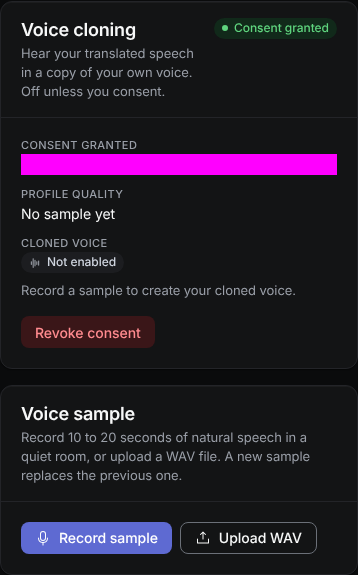 Voice cloning
Consent granted
Hear your translated speech
in a copy of your own voice.
Off unless you consent.
CONSENT GRANTED
PROFILE QUALITY
No sample yet
CLONED VOICE
Not enabled
Record a sample to create your cloned voice.
Revoke consent
Voice sample
Record 10 to 20 seconds of natural speech in a
quiet room, or upload a WAV file. A new sample
replaces the previous one.
Record sample
Upload WAV